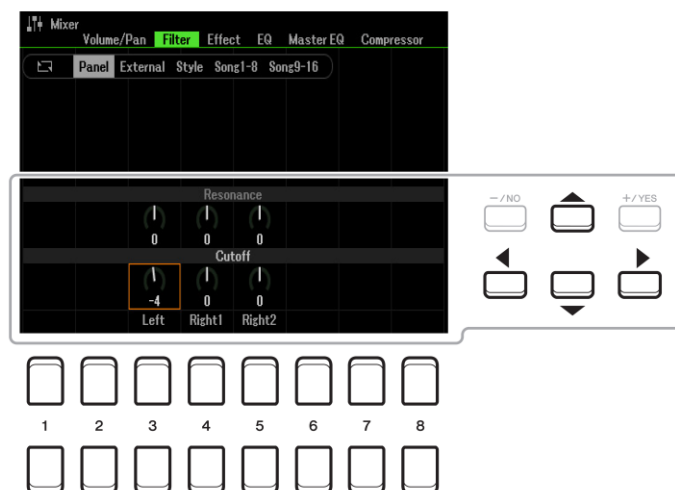 Mixer
Volume/Pan Filter Effect EQ Master EQ Compressor
Panel External Style Song1-8 Song9-16
Resonance
0 0 0
Cutoff
-4 0 0
Left Right1 Right2
−/NO
+/YES
1 2 3 4 5 6 7 8